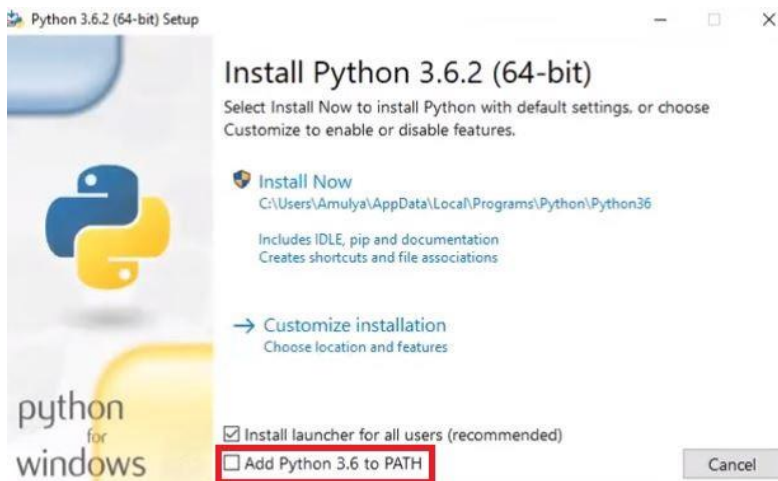 Python 3.6.2 (64-bit) Setup
Install Python 3.6.2 (64-bit)
Select Install Now to install Python with default settings, or choose
Customize to enable or disable features.
Install Now
C:\Users\Amulya\AppData\Local\Programs\Python\Python36
Includes IDLE, pip and documentation
Creates shortcuts and file associations
Customize installation
Choose location and features
python
for
windows
Install launcher for all users (recommended)
Add Python 3.6 to PATH
Cancel